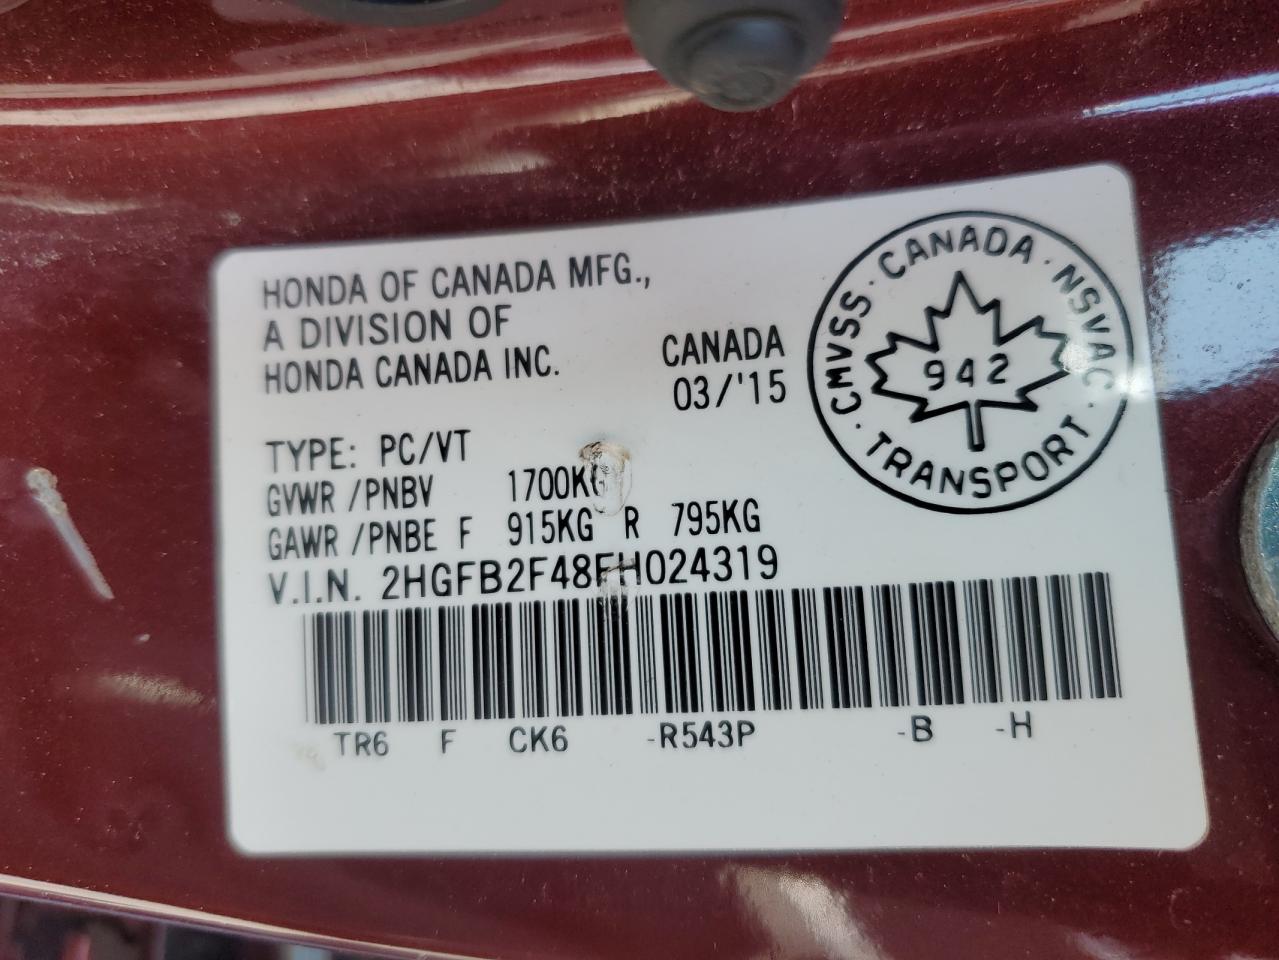 HONDA OF CANADA MFG.,
A DIVISION OF
HONDA CANADA INC.
CANADA
03/'15
CMVSS · CANADA · NSVAC · TRANSPORT ·
942
TYPE: PC/VT
GVWR /PNBV 1700KG
GAWR /PNBE F 915KG R 795KG
V.I.N. 2HGFB2F48FH024319
TR6 F CK6 -R543P -B -H